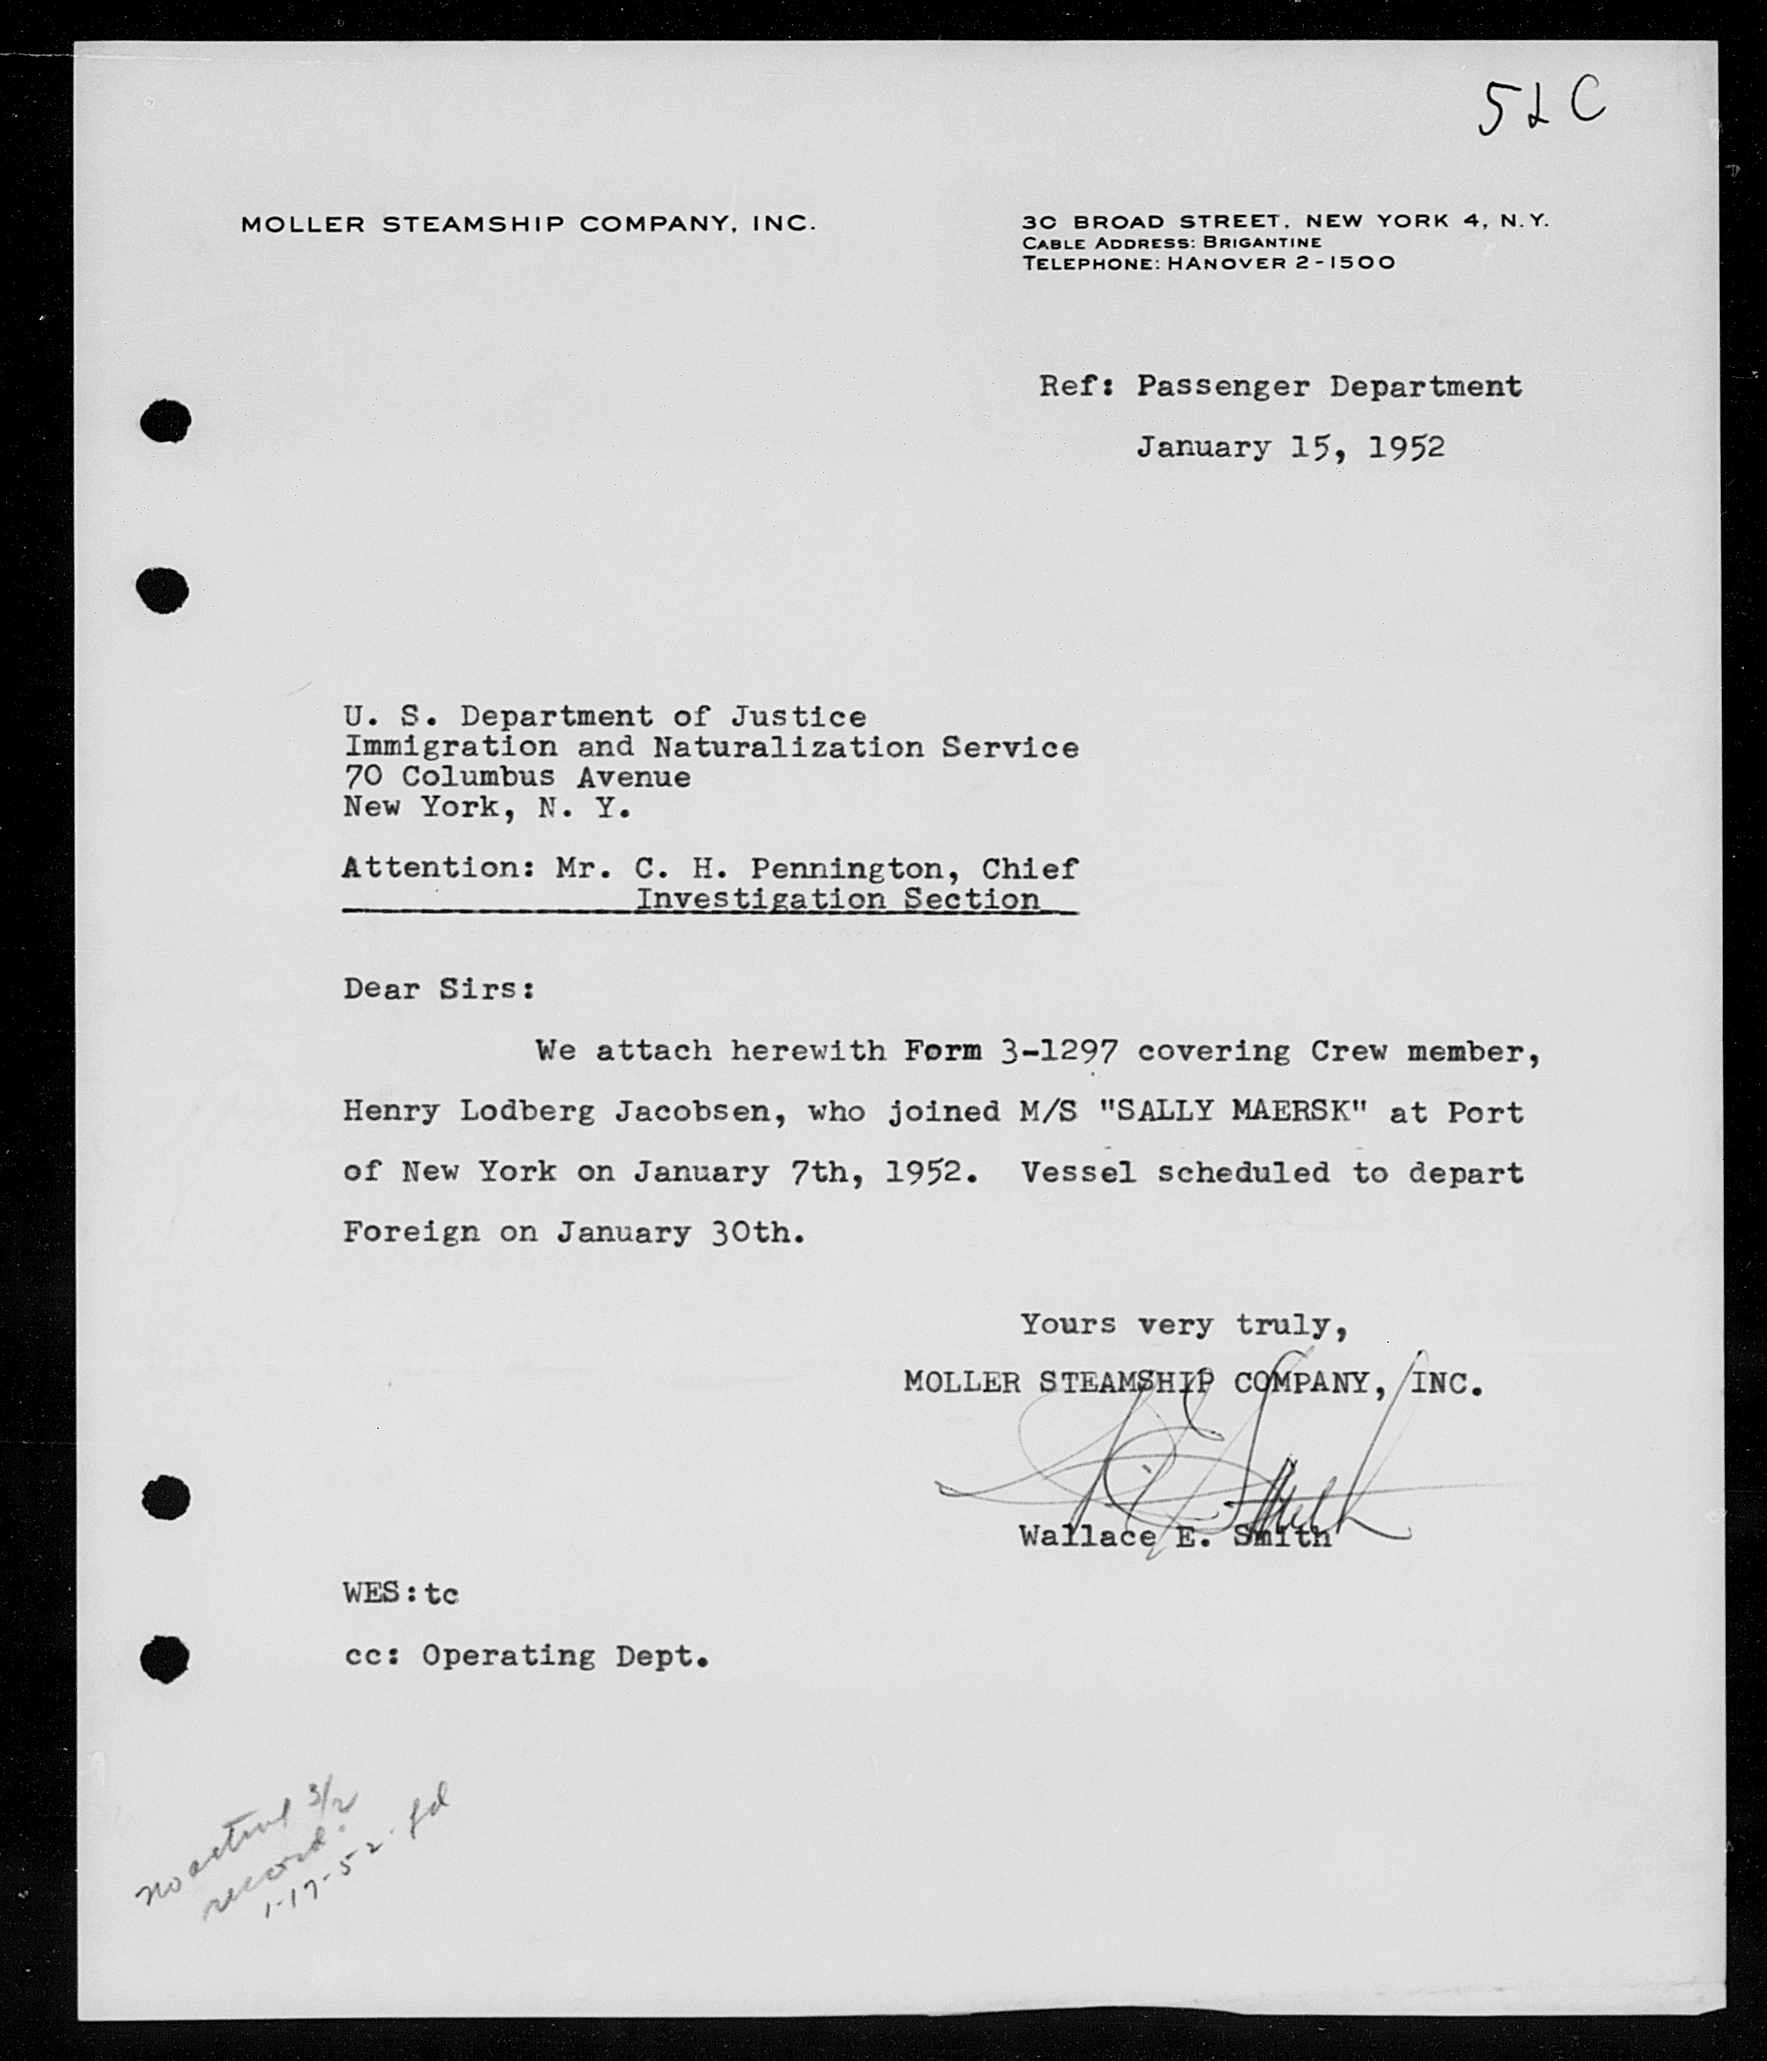 52C
MOLLER STEAMSHIP COMPANY, INC.
30 BROAD STREET, NEW YORK 4, N.Y.
CABLE ADDRESS: BRIGANTINE
TELEPHONE: HANOVER 2-1500
Ref: Passenger Department
January 15, 1952
U. S. Department of Justice
Immigration and Naturalization Service
70 Columbus Avenue
New York, N. Y.
Attention: Mr. C. H. Pennington, Chief
Investigation Section
Dear Sirs:
We attach herewith Form 3-1297 covering Crew member,
Henry Lodberg Jacobsen, who joined M/S "SALLY MAERSK" at Port
of New York on January 7th, 1952. Vessel scheduled to depart
Foreign on January 30th.
Yours very truly,
MOLLER STEAMSHIP COMPANY, INC.
Wallace E. Smith
WES:tc
cc: Operating Dept.
no
record.
1-17-52